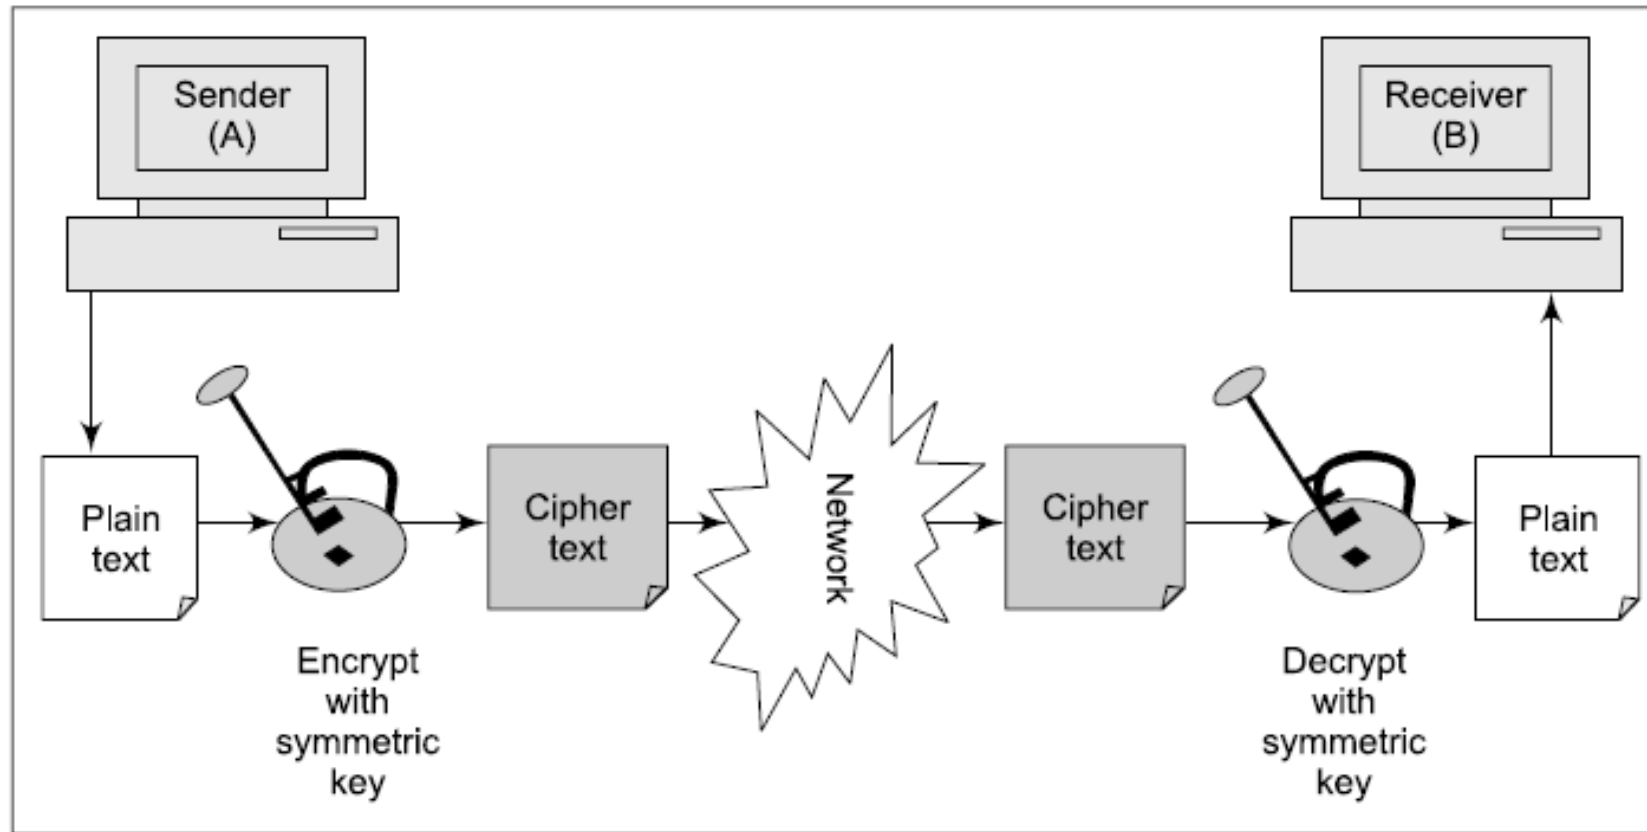 Sender
(A)
Receiver
(B)
Plain
text
Cipher
text
Network
Cipher
text
Plain
text
Encrypt
with
symmetric
key
Decrypt
with
symmetric
key